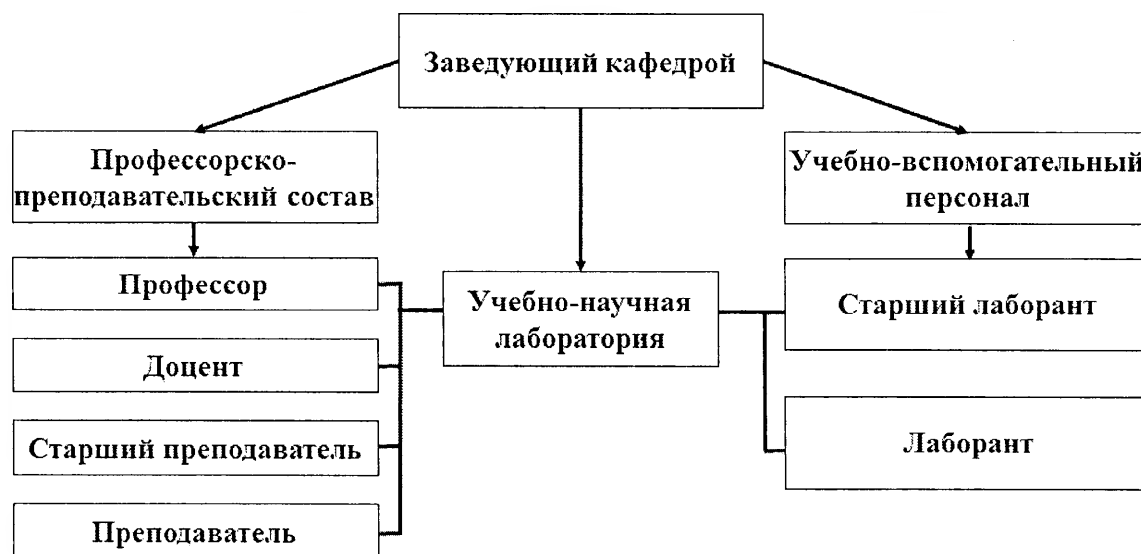 Заведующий кафедрой
Профессорско-
преподавательский состав
Учебно-вспомогательный
персонал
Профессор
Учебно-научная
лаборатория
Старший лаборант
Доцент
Старший преподаватель
Лаборант
Преподаватель